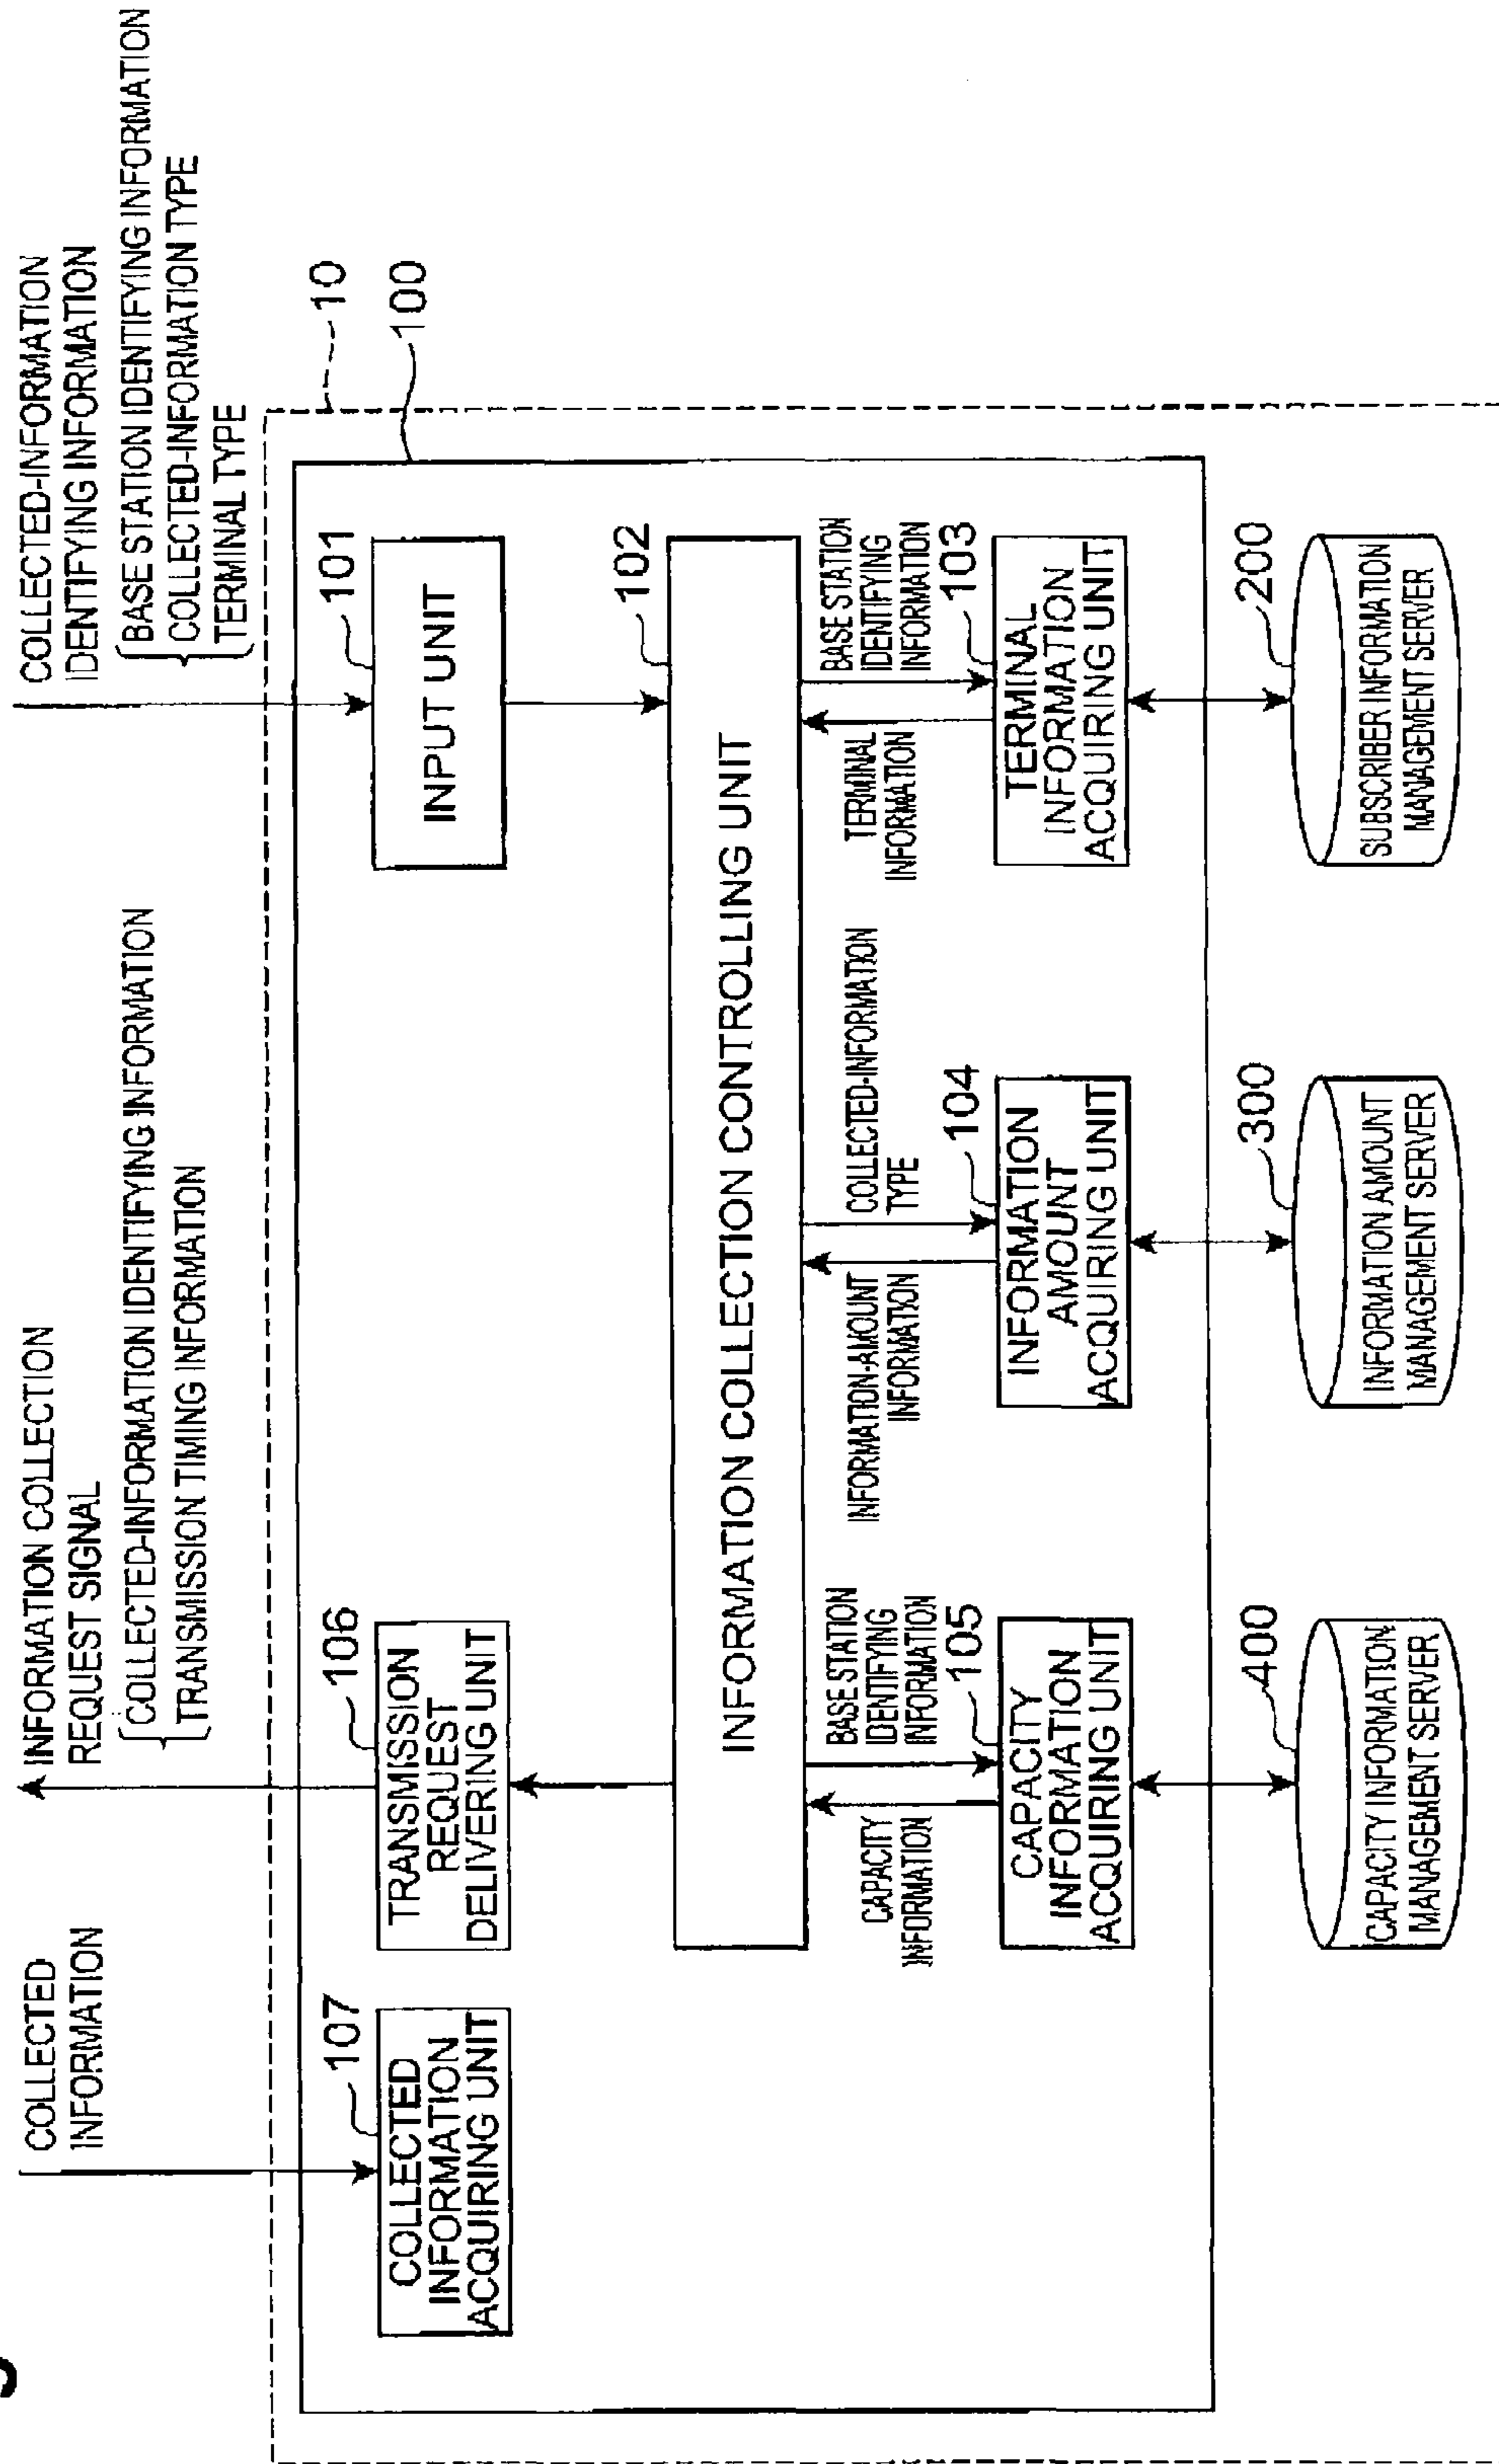 COLLECTED
INFORMATION
INFORMATION COLLECTION
REQUEST SIGNAL
COLLECTED-INFORMATION IDENTIFYING INFORMATION
TRANSMISSION TIMING INFORMATION
COLLECTED-INFORMATION
IDENTIFYING INFORMATION
BASE STATION IDENTIFYING INFORMATION
COLLECTED-INFORMATION TYPE
TERMINAL TYPE
10
100
107
COLLECTED
INFORMATION
ACQUIRING UNIT
106
TRANSMISSION
REQUEST
DELIVERING UNIT
101
INPUT UNIT
102
INFORMATION COLLECTION CONTROLLING UNIT
CAPACITY
INFORMATION
BASE STATION
IDENTIFYING
INFORMATION
105
CAPACITY
INFORMATION
ACQUIRING UNIT
INFORMATION-AMOUNT
INFORMATION
COLLECTED-INFORMATION
TYPE
104
INFORMATION
AMOUNT
ACQUIRING UNIT
TERMINAL
INFORMATION
BASE STATION
IDENTIFYING
INFORMATION
103
TERMINAL
INFORMATION
ACQUIRING UNIT
400
CAPACITY INFORMATION
MANAGEMENT SERVER
300
INFORMATION AMOUNT
MANAGEMENT SERVER
200
SUBSCRIBER INFORMATION
MANAGEMENT SERVER